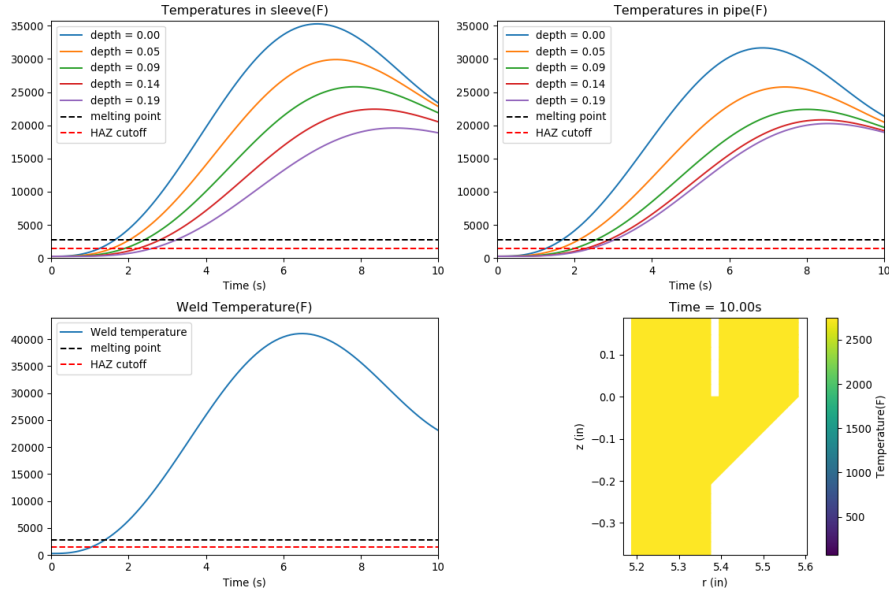 Temperatures in sleeve(F)
35000
30000
25000
20000
15000
10000
5000
0
depth = 0.00
depth = 0.05
depth = 0.09
depth = 0.14
depth = 0.19
melting point
HAZ cutoff
0 2 4 6 8 10
Time (s)
Temperatures in pipe(F)
35000
30000
25000
20000
15000
10000
5000
0
depth = 0.00
depth = 0.05
depth = 0.09
depth = 0.14
depth = 0.19
melting point
HAZ cutoff
0 2 4 6 8 10
Time (s)
Weld Temperature(F)
40000
35000
30000
25000
20000
15000
10000
5000
0
Weld temperature
melting point
HAZ cutoff
0 2 4 6 8 10
Time (s)
Time = 10.00s
z (in)
0.1
0.0
−0.1
−0.2
−0.3
5.2 5.3 5.4 5.5 5.6
r (in)
2500
2000
1500
1000
500
Temperature(F)